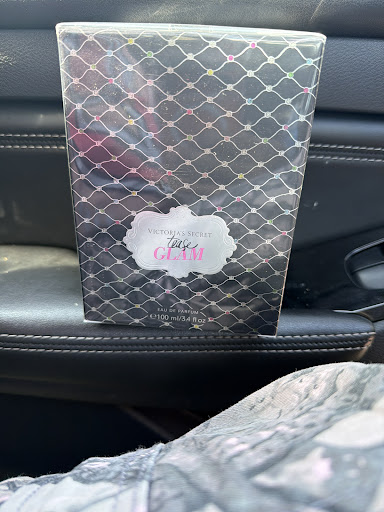 VICTORIA'S SECRET
tease
GLAM
EAU DE PARFUM
℮100 ml/3.4 fl oz